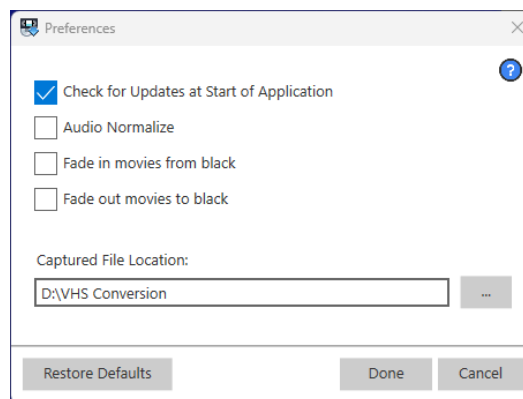 Preferences
?
Check for Updates at Start of Application
Audio Normalize
Fade in movies from black
Fade out movies to black
Captured File Location:
D:\VHS Conversion
...
Restore Defaults
Done
Cancel